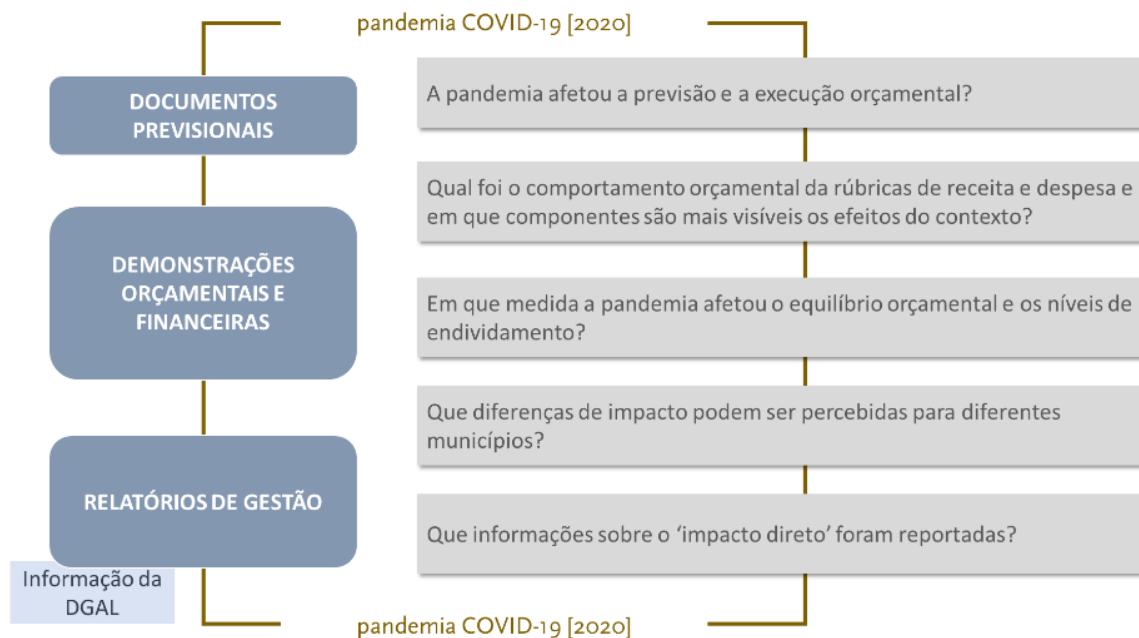 pandemia COVID-19 [2020]
DOCUMENTOS
PREVISIONAIS
A pandemia afetou a previsão e a execução orçamental?
Qual foi o comportamento orçamental da rúbricas de receita e despesa e
em que componentes são mais visíveis os efeitos do contexto?
DEMONSTRAÇÕES
ORÇAMENTAIS E
FINANCEIRAS
Em que medida a pandemia afetou o equilíbrio orçamental e os níveis de
endividamento?
Que diferenças de impacto podem ser percebidas para diferentes
municípios?
RELATÓRIOS DE GESTÃO
Que informações sobre o ‘impacto direto’ foram reportadas?
Informação da
DGAL
pandemia COVID-19 [2020]